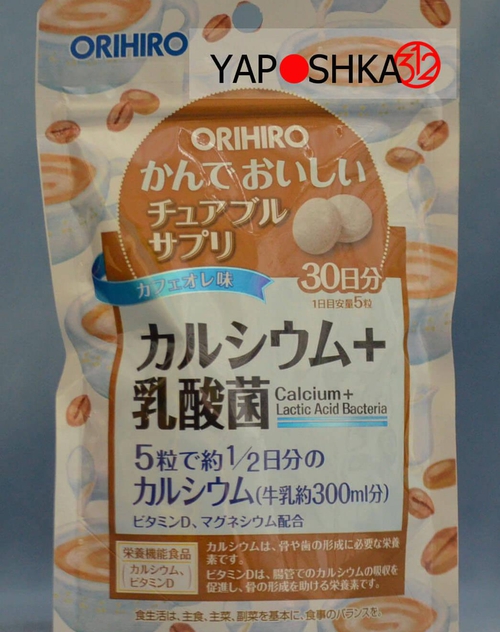 ORIHIRO
YAPOSHKA312
ORIHIRO
かんでおいしい
チュアブル
サプリ
カフェオレ味
30日分
1日目安量5粒
カルシウム+
乳酸菌
Calcium+
Lactic Acid Bacteria
5粒で約1/2日分の
カルシウム(牛乳約300ml分)
ビタミンD、マグネシウム配合
栄養機能食品
カルシウム、
ビタミンD
カルシウムは、骨や歯の形成に必要な栄養
素です。
ビタミンDは、腸管でのカルシウムの吸収を
促進し、骨の形成を助ける栄養素です。
食生活は、主食、主菜、副菜を基本に、食事のバランスを。